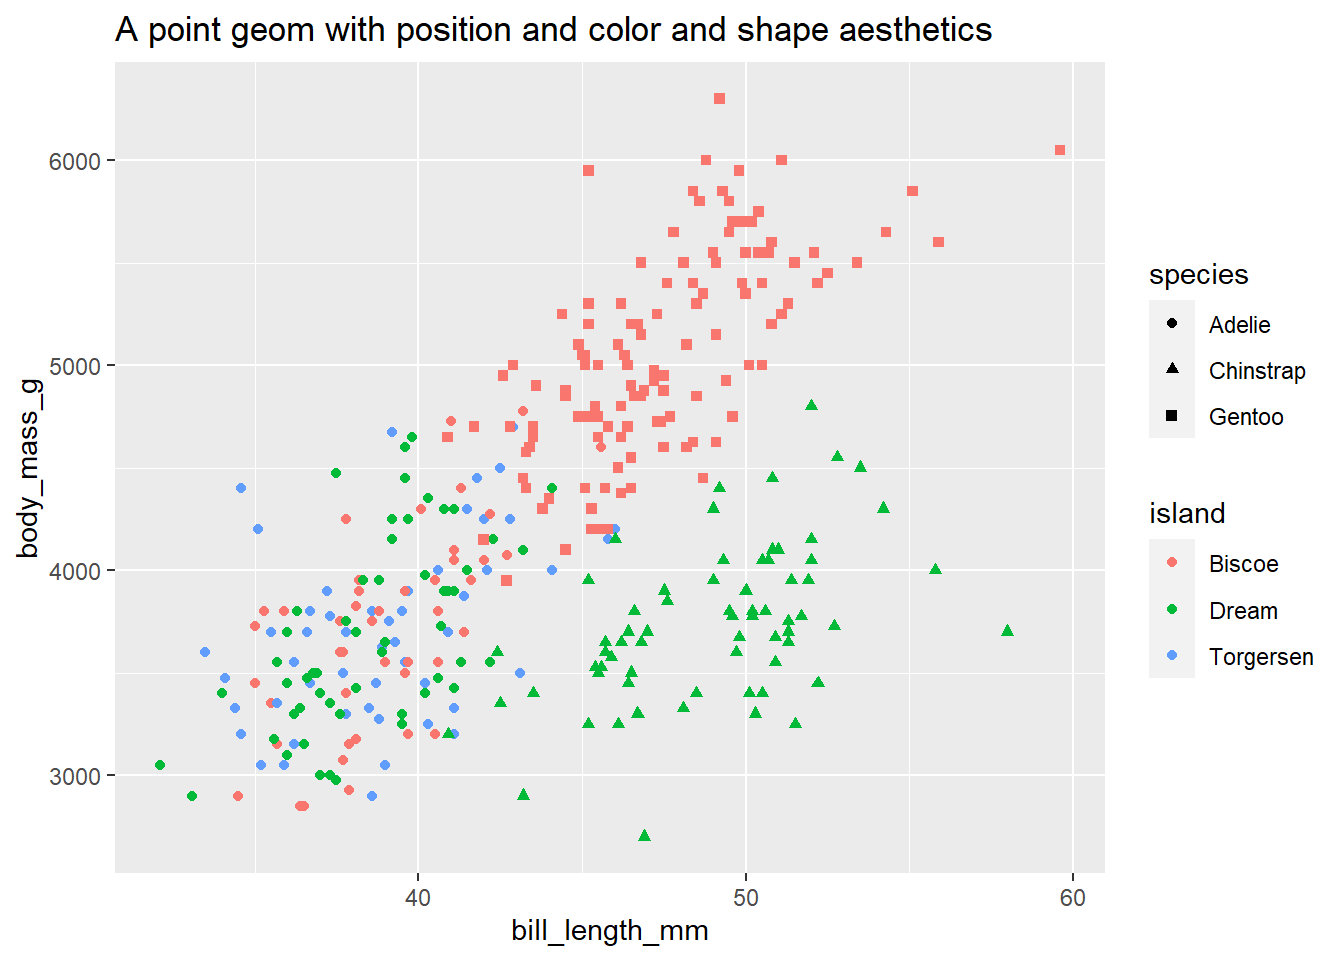 A point geom with position and color and shape aesthetics
6000
5000
4000
3000
body_mass_g
40
50
60
bill_length_mm
species
Adelie
Chinstrap
Gentoo
island
Biscoe
Dream
Torgersen